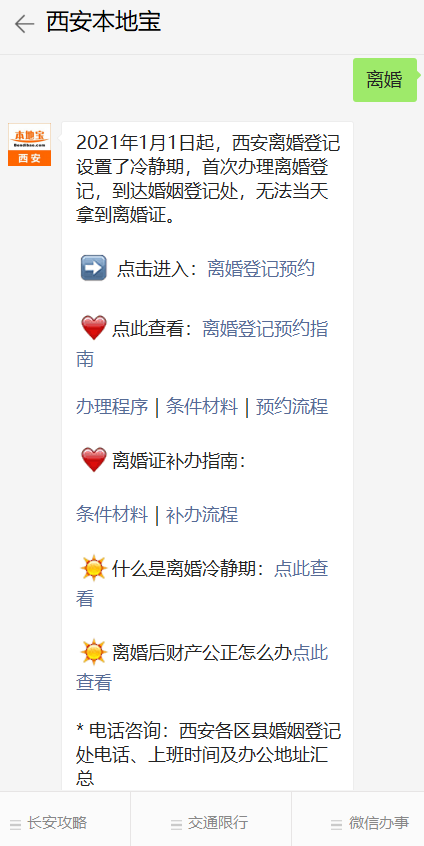 西安本地宝
离婚
本地宝
Bendibao.com
西安
2021年1月1日起，西安离婚登记
设置了冷静期，首次办理离婚登
记，到达婚姻登记处，无法当天
拿到离婚证。
点击进入：离婚登记预约
点此查看：离婚登记预约指
南
办理程序 | 条件材料 | 预约流程
离婚证补办指南：
条件材料 | 补办流程
什么是离婚冷静期：点此查
看
离婚后财产公正怎么办点此
查看
* 电话咨询：西安各区县婚姻登记
处电话、上班时间及办公地址汇
总
长安攻略
交通限行
微信办事